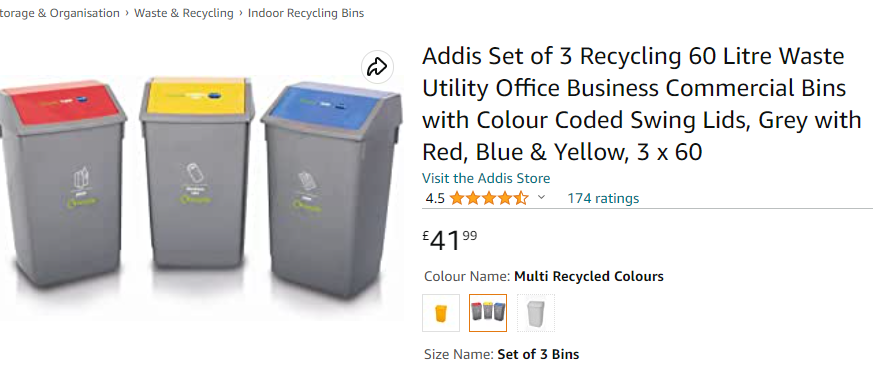 torage & Organisation › Waste & Recycling › Indoor Recycling Bins
Addis Set of 3 Recycling 60 Litre Waste
Utility Office Business Commercial Bins
with Colour Coded Swing Lids, Grey with
Red, Blue & Yellow, 3 x 60
Visit the Addis Store
4.5 174 ratings
£41 99
Colour Name: Multi Recycled Colours
Size Name: Set of 3 Bins